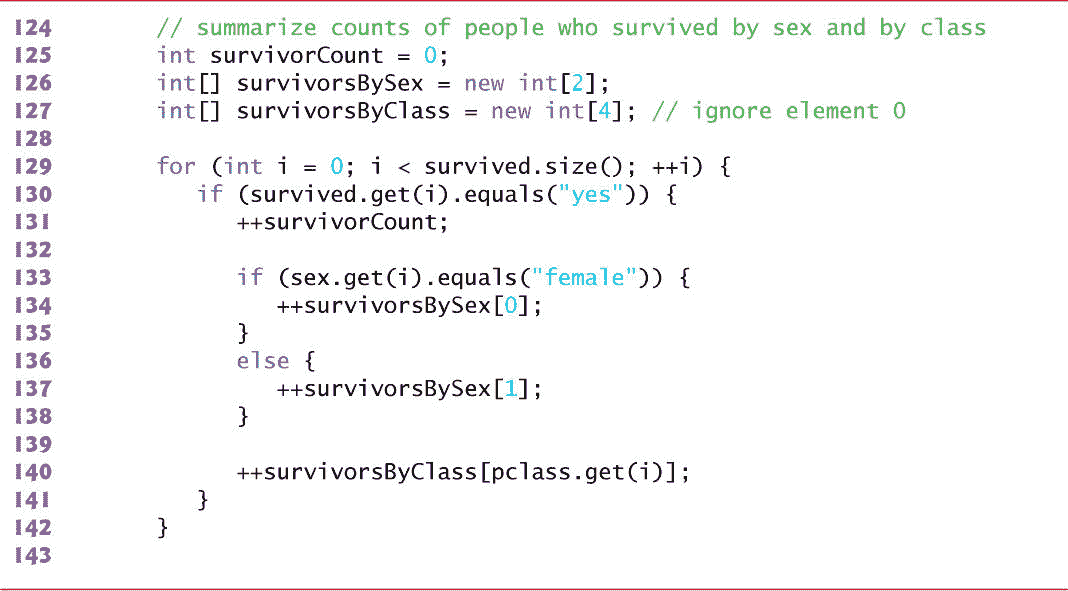 124 // summarize counts of people who survived by sex and by class
125 int survivorCount = 0;
126 int[] survivorsBySex = new int[2];
127 int[] survivorsByClass = new int[4]; // ignore element 0
128
129 for (int i = 0; i < survived.size(); ++i) {
130 if (survived.get(i).equals("yes")) {
131 ++survivorCount;
132
133 if (sex.get(i).equals("female")) {
134 ++survivorsBySex[0];
135 }
136 else {
137 ++survivorsBySex[1];
138 }
139
140 ++survivorsByClass[pclass.get(i)];
141 }
142 }
143